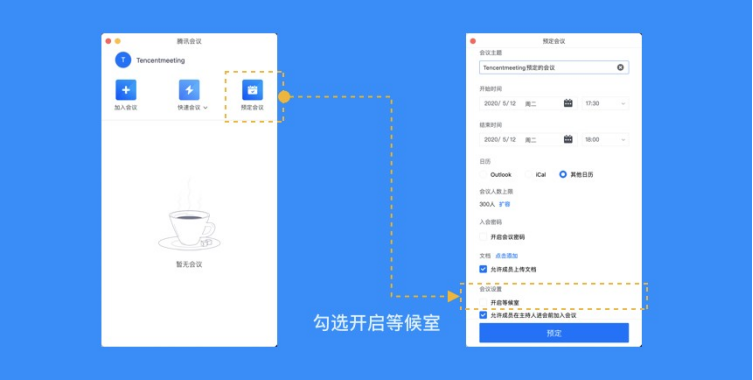 腾讯会议
T
Tencentmeeting
加入会议
快速会议
预定会议
暂无会议
勾选开启等候室
预定会议
会议主题
Tencentmeeting预定的会议
开始时间
2020/ 5/12 周二 17:30
结束时间
2020/ 5/12 周二 18:00
日历
Outlook iCal 其他日历
会议人数上限
300人 扩容
入会密码
开启会议密码
文档 点击添加
允许成员上传文档
会议设置
开启等候室
允许成员在主持人进会前加入会议
预定